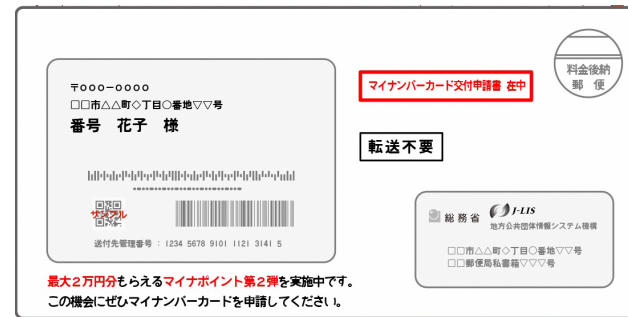 料金後納
郵 便
〒000-0000
□□市△△町◇丁目○番地▽▽号
番号 花子 様
マイナンバーカード交付申請書 在中
転送不要
サンプル
送付先管理番号 : 1234 5678 9101 1121 3141 5
総務省
J-LIS
地方公共団体情報システム機構
□□市△△町◇丁目○番地▽▽号
□□郵便局私書箱▽▽▽号
最大2万円分もらえるマイナポイント第2弾を実施中です。
この機会にぜひマイナンバーカードを申請してください。